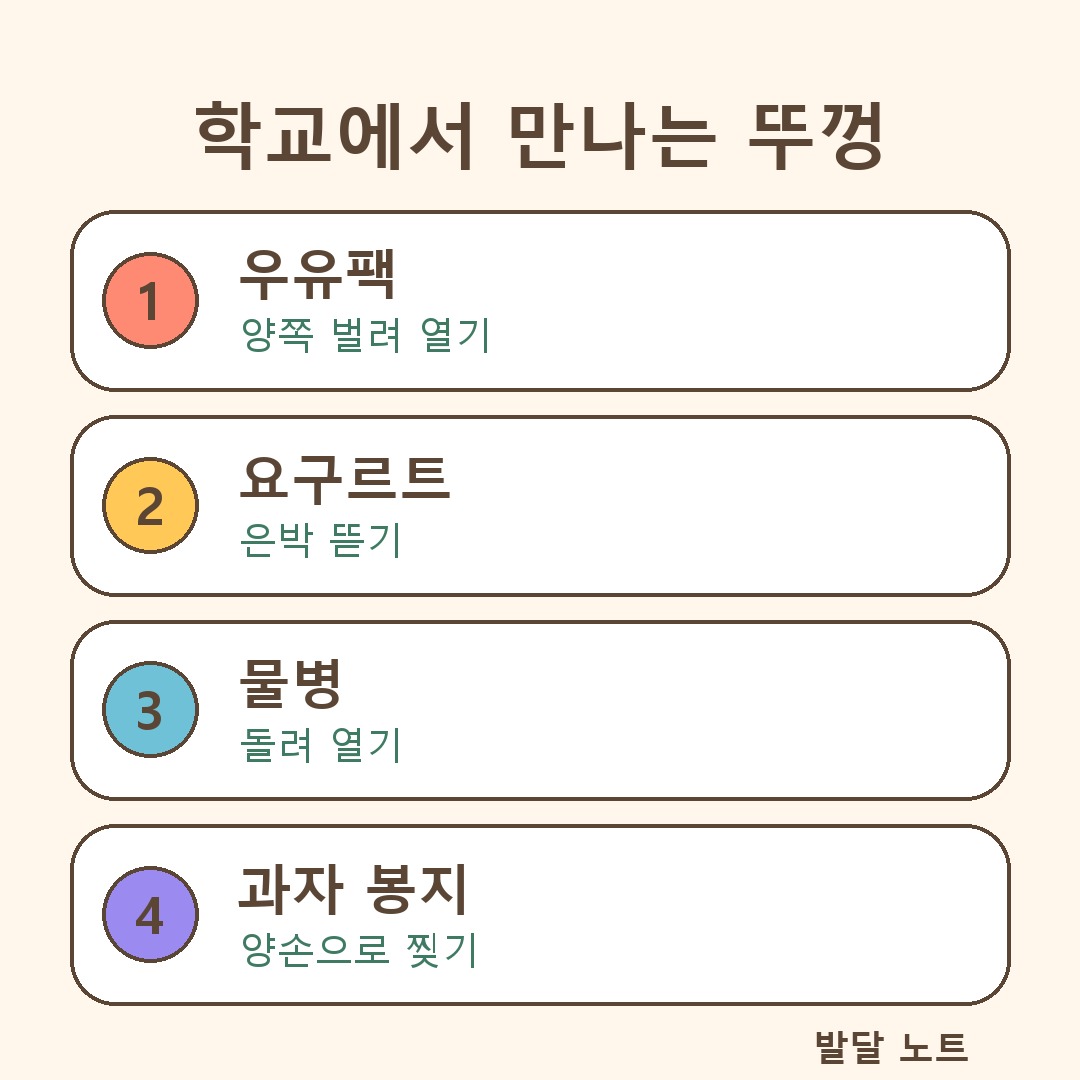 학교에서 만나는 뚜껑
1
우유팩
양쪽 벌려 열기
2
요구르트
은박 뜯기
3
물병
돌려 열기
4
과자 봉지
양손으로 찢기
발달 노트